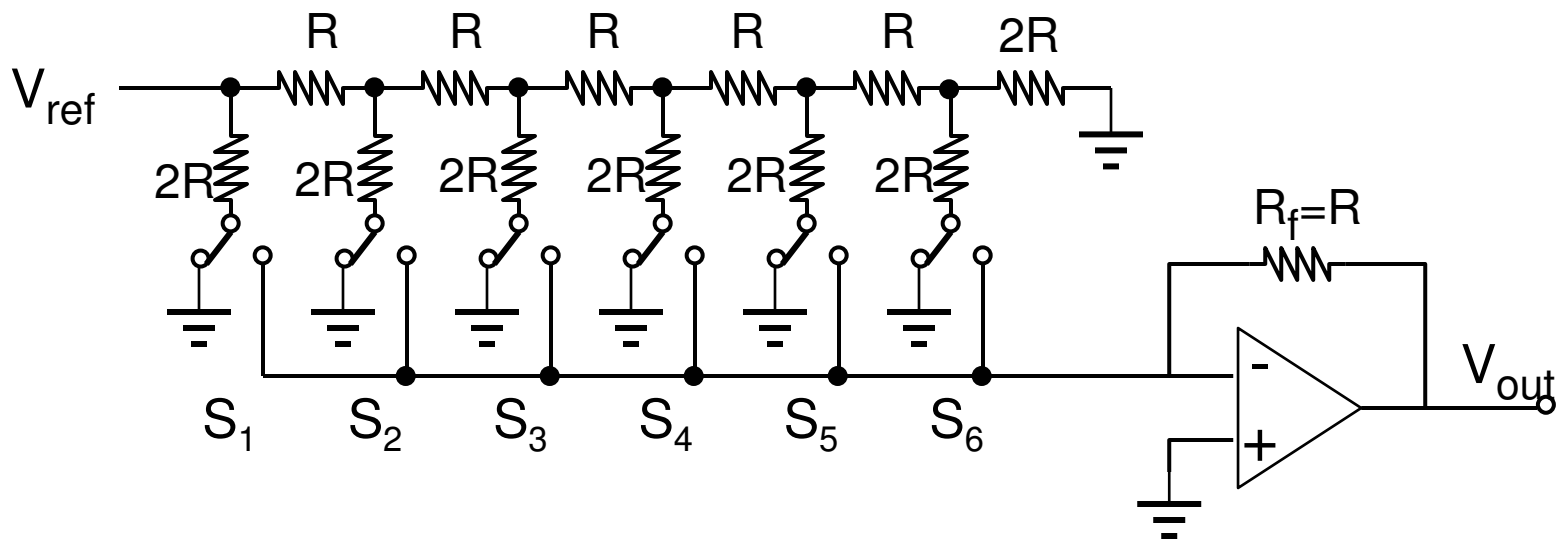 R R R R R 2R
V_ref
2R 2R 2R 2R 2R 2R
R_f=R
-
V_out
S_1 S_2 S_3 S_4 S_5 S_6
+